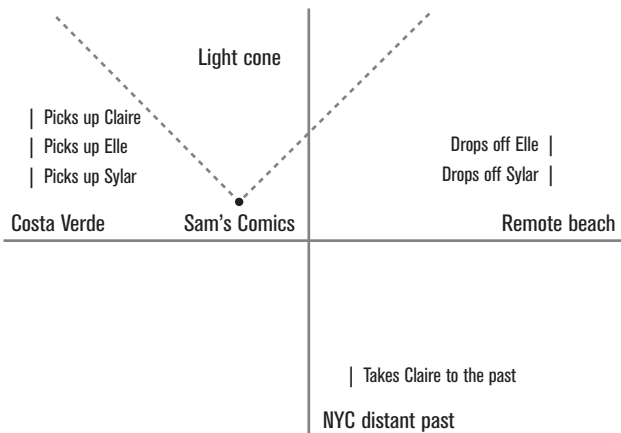 Light cone
Picks up Claire
Picks up Elle
Picks up Sylar
Drops off Elle
Drops off Sylar
Costa Verde
Sam's Comics
Remote beach
Takes Claire to the past
NYC distant past